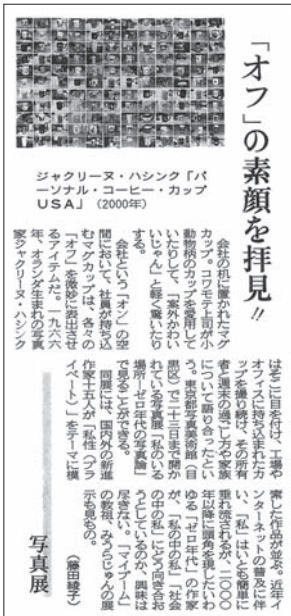 「オフ」の素顔を拝見!!
ジャクリーヌ・ハシンク「パ
ーソナル・コーヒー・カップ
USA」(2000年)
会社の机に置かれたマグ
カップ。コワモテ上司が小
動物柄のカップを愛用して
いたりして、「案外かわい
いじゃん」と軽く驚いたり
する。
会社という「オン」の空
間において、社員が持ち込
むマグカップは、各々の
「オフ」を微妙に表出させ
るアイテムだ。一九六六
年、オランダ生まれの写真
家ジャクリーヌ・ハシンク
はそこに目を付け、工場や
オフィスに持ち込まれたカ
ップを撮り続け、その所有
者と週末の過ごし方や家族
について語り合ったとい
う。東京都写真美術館(目
黒区)で二十三日まで開か
れている写真展「私のいる
場所―ゼロ年代の写真論」
で見ることができる。
同展には、国内外の新進
作家十五人が「私性(プラ
イベート)」をテーマに模
索した作品が並ぶ。近年イ
ンターネットの普及に伴
い、「私」はいとも簡単に
垂れ流されるが、二〇〇〇
年以降に頭角を現したいわ
ゆる「ゼロ年代」の作家
が、「私の中の私」「社会
の中の私」にどう向き合お
うとしているのか、興味は
尽きない。「マイブーム」
の教祖、みうらじゅんの展
示も見もの。
(藤田綾子)
写真展